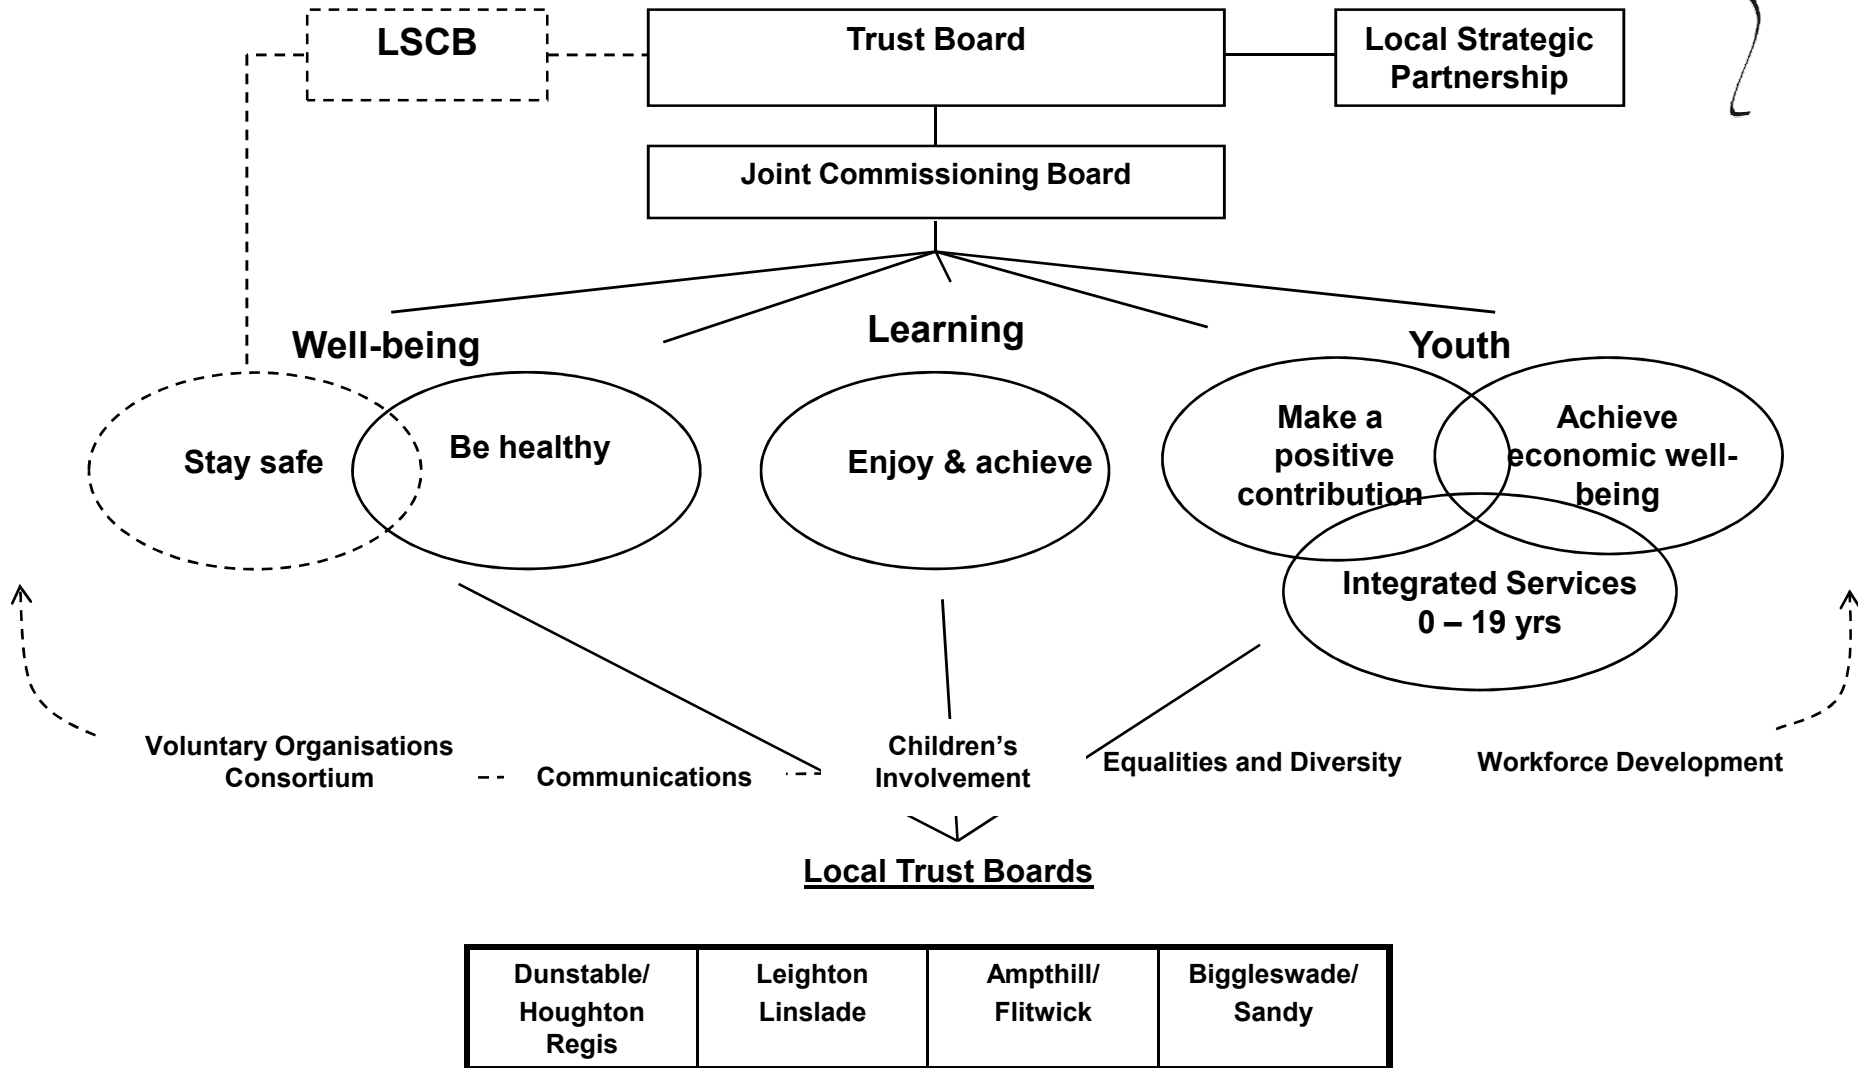 LSCB
Trust Board
Local Strategic
Partnership
Joint Commissioning Board
Well-being
Learning
Youth
Stay safe
Be healthy
Enjoy & achieve
Make a
positive
contribution
Achieve
economic well-
being
Integrated Services
0 – 19 yrs
Voluntary Organisations
Consortium
Communications
Children’s
Involvement
Equalities and Diversity
Workforce Development
Local Trust Boards
Dunstable/
Houghton
Regis
Leighton
Linslade
Ampthill/
Flitwick
Biggleswade/
Sandy